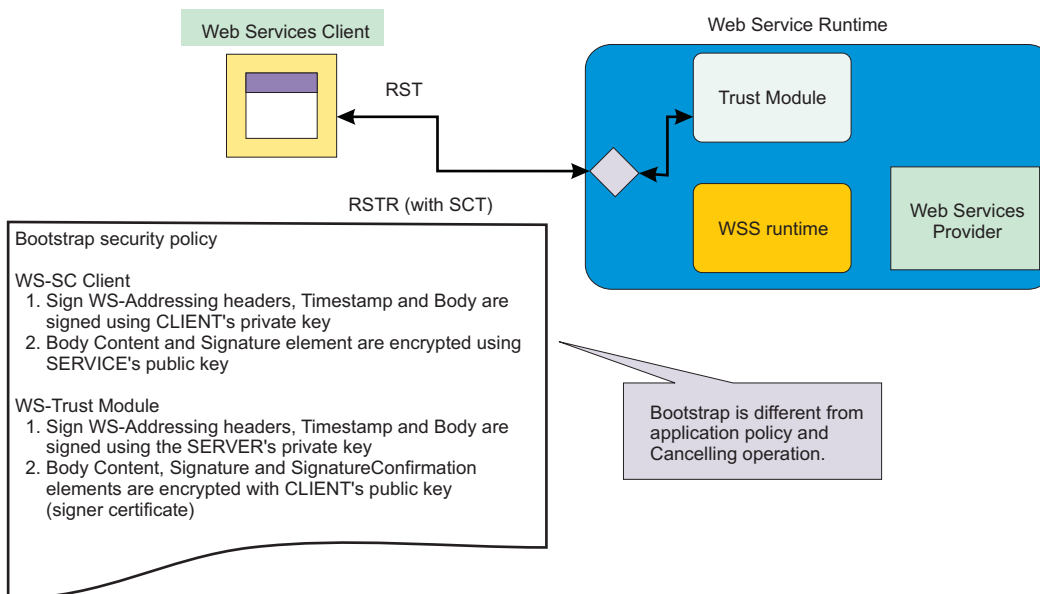 Web Services Client
Web Service Runtime
RST
Trust Module
RSTR (with SCT)
WSS runtime
Web Services
Provider
Bootstrap security policy
WS-SC Client
1. Sign WS-Addressing headers, Timestamp and Body are
signed using CLIENT's private key
2. Body Content and Signature element are encrypted using
SERVICE's public key
WS-Trust Module
1. Sign WS-Addressing headers, Timestamp and Body are
signed using the SERVER's private key
2. Body Content, Signature and SignatureConfirmation
elements are encrypted with CLIENT's public key
(signer certificate)
Bootstrap is different from
application policy and
Cancelling operation.